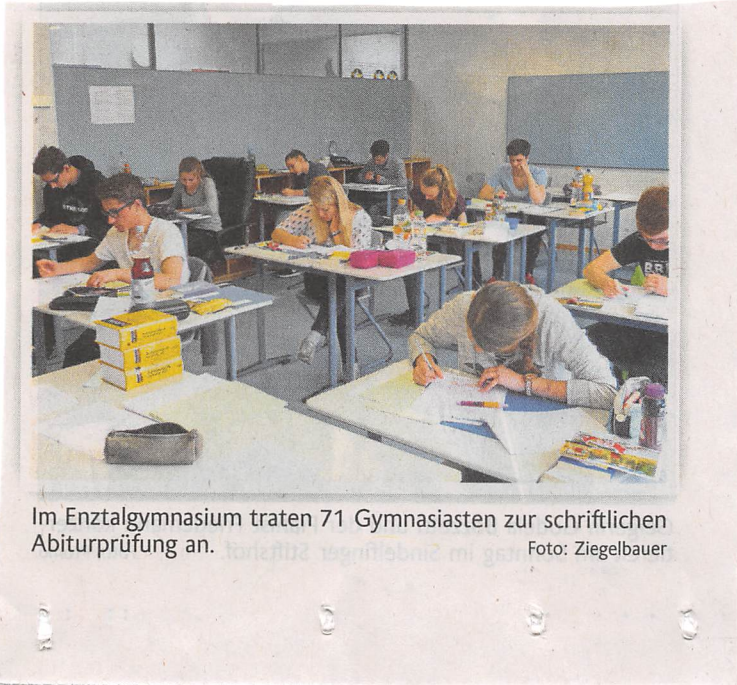 Im Enztalgymnasium traten 71 Gymnasiasten zur schriftlichen
Abiturprüfung an.
Foto: Ziegelbauer